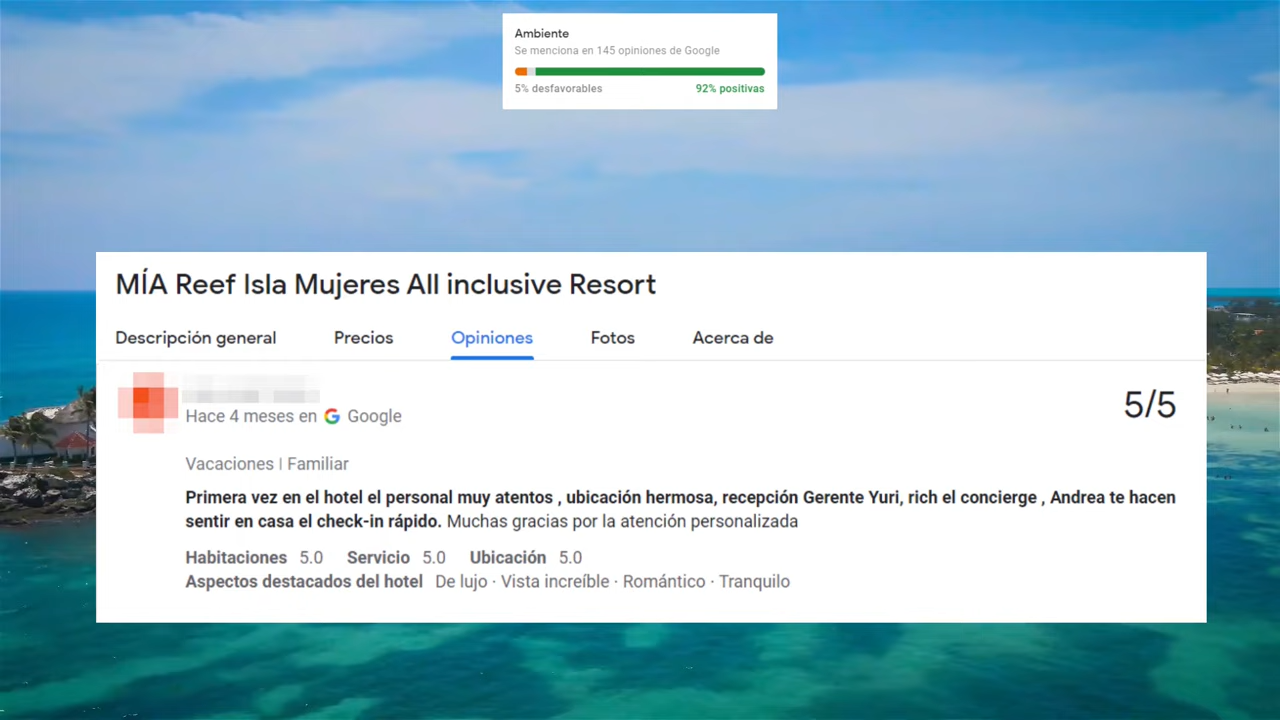 Ambiente
Se menciona en 145 opiniones de Google
5% desfavorables 92% positivas
MÍA Reef Isla Mujeres All inclusive Resort
Descripción general Precios Opiniones Fotos Acerca de
Hace 4 meses en Google
5/5
Vacaciones | Familiar
Primera vez en el hotel el personal muy atentos , ubicación hermosa, recepción Gerente Yuri, rich el concierge , Andrea te hacen
sentir en casa el check-in rápido. Muchas gracias por la atención personalizada
Habitaciones 5.0 Servicio 5.0 Ubicación 5.0
Aspectos destacados del hotel De lujo · Vista increíble · Romántico · Tranquilo